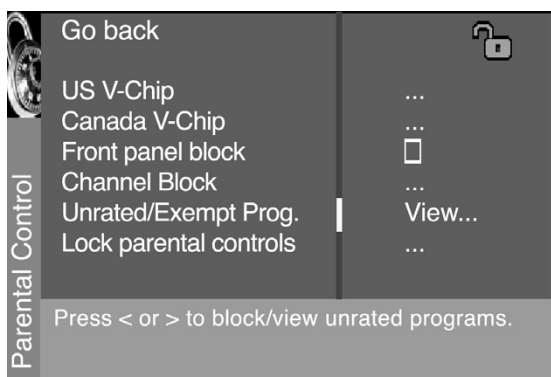 Go back
US V-Chip ...
Canada V-Chip ...
Front panel block
Channel Block ...
Unrated/Exempt Prog. View...
Lock parental controls ...
Parental Control
Press < or > to block/view unrated programs.